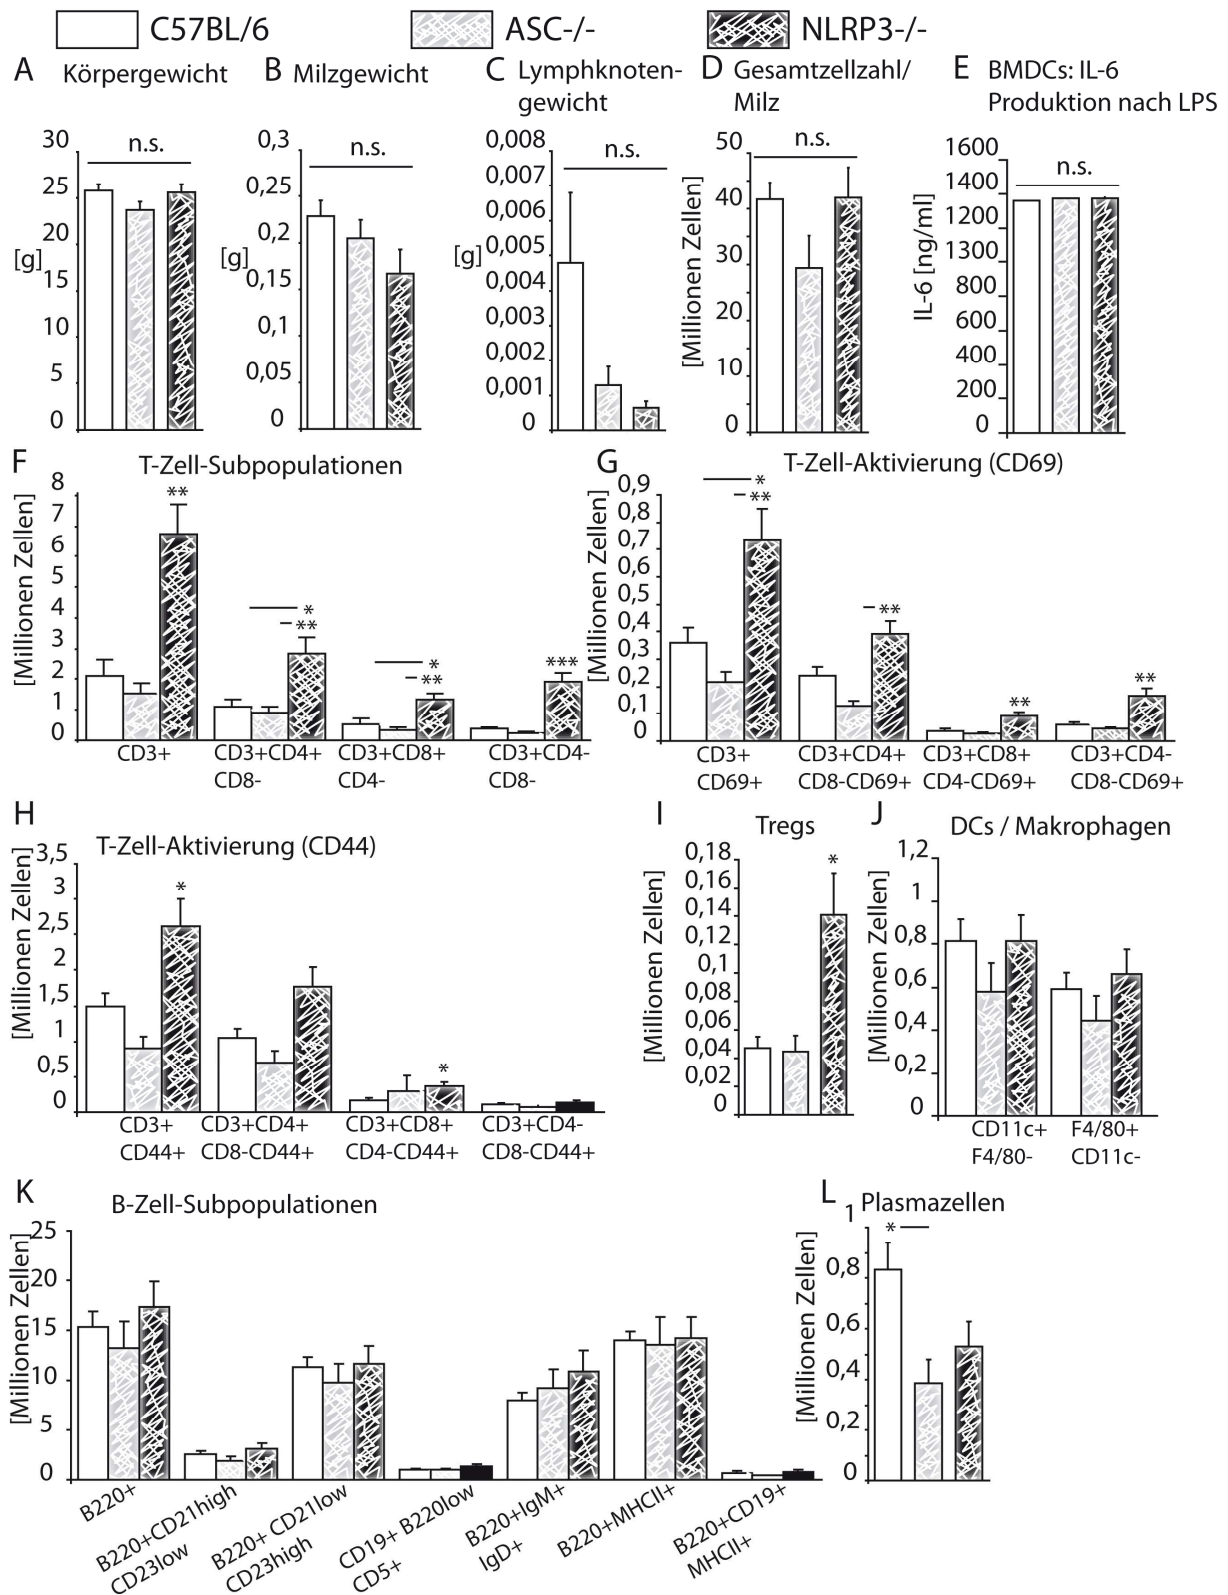 C57BL/6 ASC-/- NLRP3-/-
A Körpergewicht
30
25
20
[g]
15
10
5
0
n.s.
B Milzgewicht
0,3
0,25
0,2
[g]
0,15
0,1
0,05
0
n.s.
C Lymphknoten-
gewicht
0,008
0,007
0,006
0,005
[g]
0,004
0,003
0,002
0,001
0
n.s.
D Gesamtzellzahl/
Milz
[Millionen Zellen]
50
40
30
20
10
0
n.s.
E BMDCs: IL-6
Produktion nach LPS
IL-6 [ng/ml]
1600
1400
1200
1300
800
600
400
200
0
n.s.
F T-Zell-Subpopulationen
[Millionen Zellen]
8
7
6
5
4
3
2
1
0
**
*
**
*
**
***
CD3+ CD3+CD4+ CD3+CD8+ CD3+CD4-
CD8- CD4- CD8-
G T-Zell-Aktivierung (CD69)
[Millionen Zellen]
0,9
0,8
0,7
0,6
0,5
0,4
0,3
0,2
0,1
0
*
**
**
**
**
CD3+ CD3+CD4+ CD3+CD8+ CD3+CD4-
CD69+ CD8-CD69+ CD4-CD69+ CD8-CD69+
H T-Zell-Aktivierung (CD44)
[Millionen Zellen]
3,5
3
2,5
2
1,5
1
0,5
0
*
*
CD3+ CD3+CD4+ CD3+CD8+ CD3+CD4-
CD44+ CD8-CD44+ CD4-CD44+ CD8-CD44+
I Tregs
[Millionen Zellen]
0,18
0,16
0,14
0,12
0,1
0,08
0,06
0,04
0,02
0
*
J DCs / Makrophagen
[Millionen Zellen]
1,2
1
0,8
0,6
0,4
0,2
0
CD11c+ F4/80+
F4/80- CD11c-
K B-Zell-Subpopulationen
[Millionen Zellen]
25
20
15
10
5
0
B220+
B220+CD21high
CD23low
B220+ CD21low
CD23high
CD19+ B220low
CD5+
B220+IgM+
IgD+
B220+MHCII+
B220+CD19+
MHCII+
L Plasmazellen
[Millionen Zellen]
1
0,8
0,6
0,4
0,2
0
*